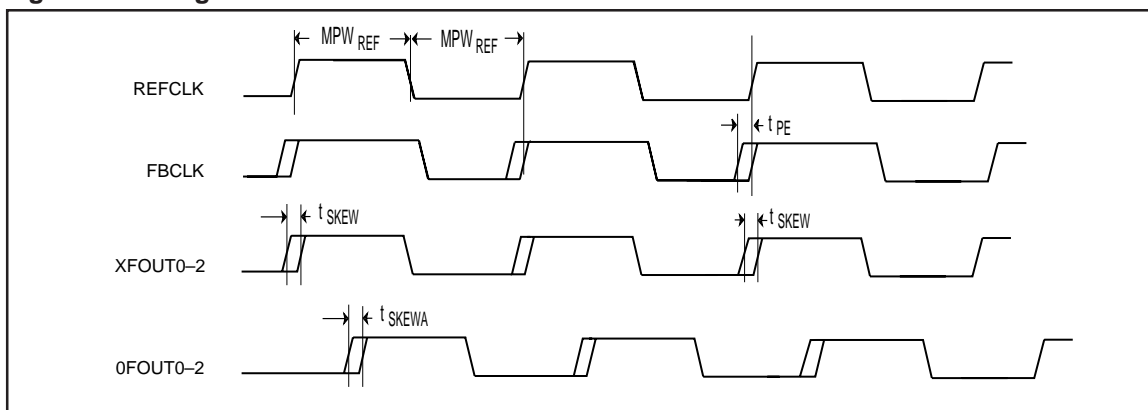 MPW REF MPW REF
REFCLK
t PE
FBCLK
t SKEW t SKEW
XFOUT0–2
t SKEWA
0FOUT0–2